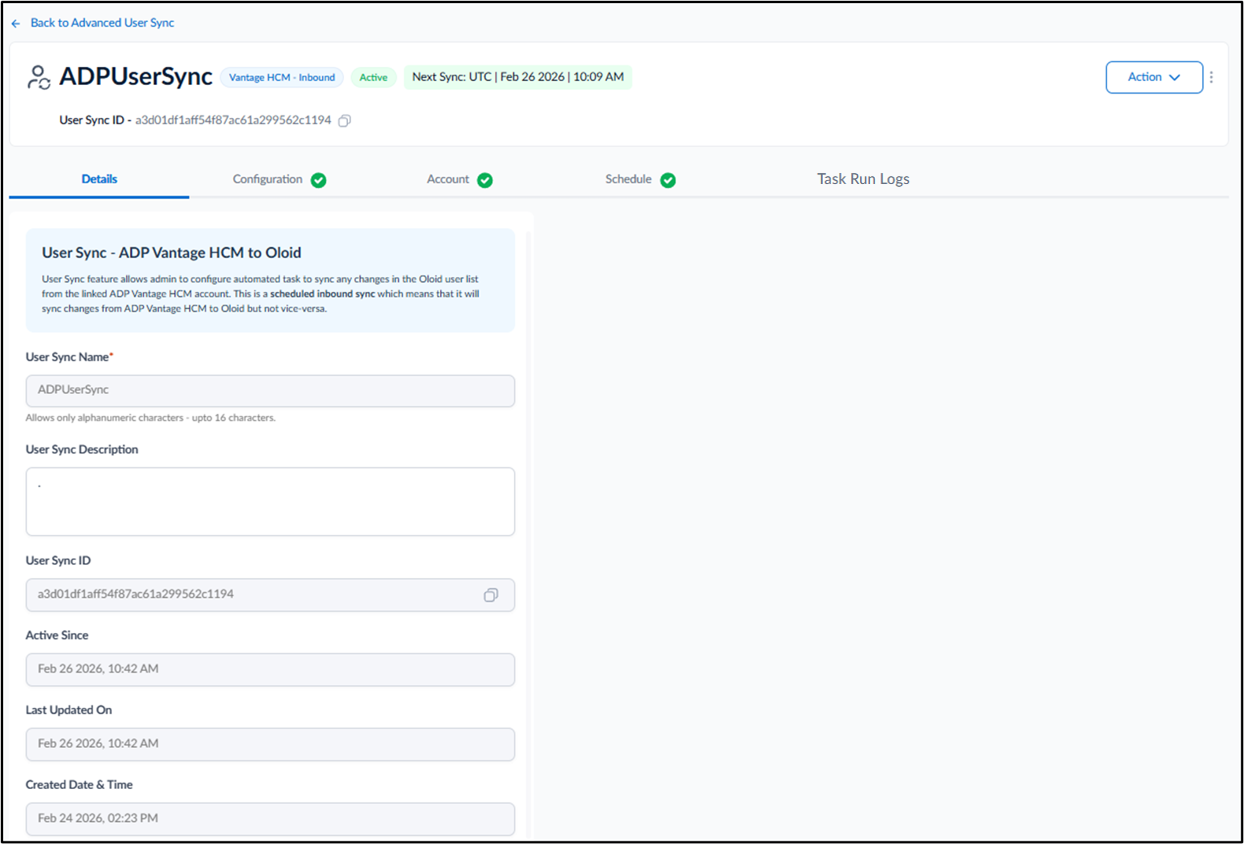 Back to Advanced User Sync
ADPUserSync
Vantage HCM - Inbound
Active
Next Sync: UTC | Feb 26 2026 | 10:09 AM
Action
User Sync ID - a3d01df1aff54f87ac61a299562c1194
Details
Configuration
Account
Schedule
Task Run Logs
User Sync - ADP Vantage HCM to Oloid
User Sync feature allows admin to configure automated task to sync any changes in the Oloid user list
from the linked ADP Vantage HCM account. This is a scheduled inbound sync which means that it will
sync changes from ADP Vantage HCM to Oloid but not vice-versa.
User Sync Name*
ADPUserSync
Allows only alphanumeric characters - upto 16 characters.
User Sync Description
.
User Sync ID
a3d01df1aff54f87ac61a299562c1194
Active Since
Feb 26 2026, 10:42 AM
Last Updated On
Feb 26 2026, 10:42 AM
Created Date & Time
Feb 24 2026, 02:23 PM